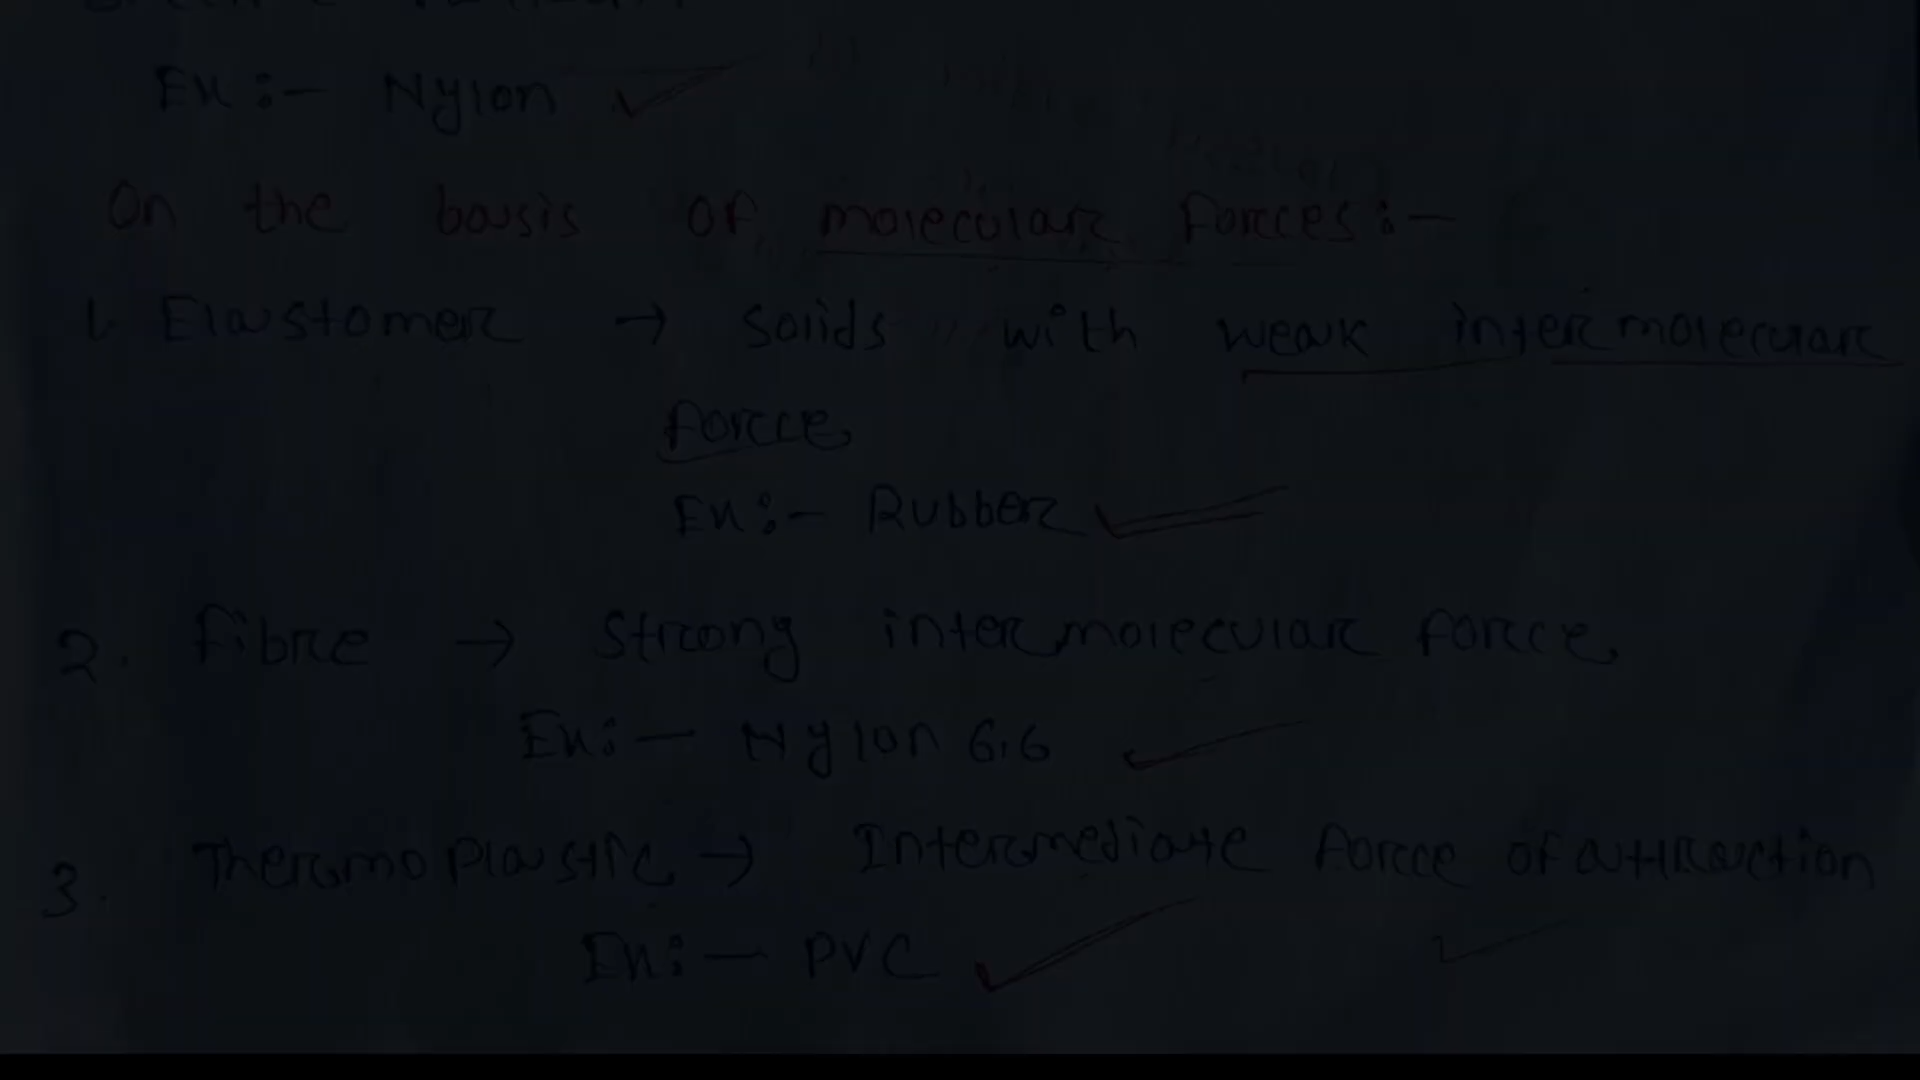 Ex :- Nylon
On the basis of molecular forces :-
1. Elastomer → Solids with weak intermolecular
force
Ex :- Rubber
2. Fibre → Strong intermolecular force
Ex :- Nylon 6,6
3. Thermoplastic → Intermediate force of attraction
Ex :- PVC